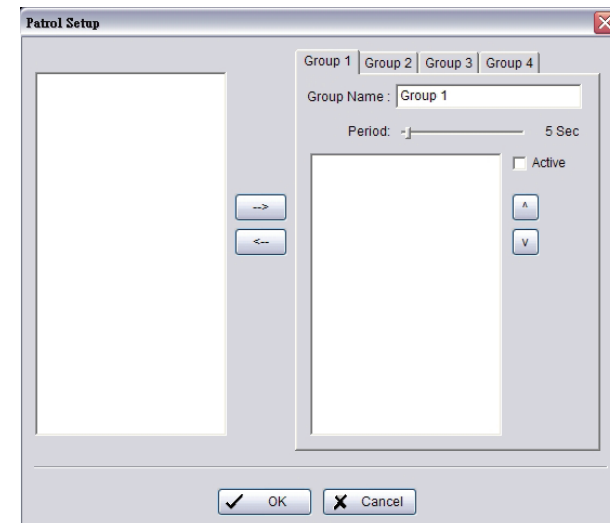 Patrol Setup
Group 1 Group 2 Group 3 Group 4
Group Name : Group 1
Period: 5 Sec
Active
-->
<--
^
v
OK Cancel